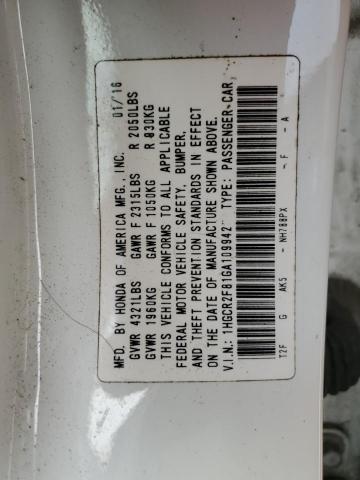 MFD. BY HONDA OF AMERICA MFG., INC. 01/16
GVWR 4321LBS GAWR F 2315LBS R 2050LBS
GVWR 1960KG GAWR F 1050KG R 930KG
THIS VEHICLE CONFORMS TO ALL APPLICABLE
FEDERAL MOTOR VEHICLE SAFETY, BUMPER,
AND THEFT PREVENTION STANDARDS IN EFFECT
ON THE DATE OF MANUFACTURE SHOWN ABOVE.
V.I.N.: 1HGCR2F81GA109942 TYPE: PASSENGER CAR
T2F G AK5 - NH788PX - F - A